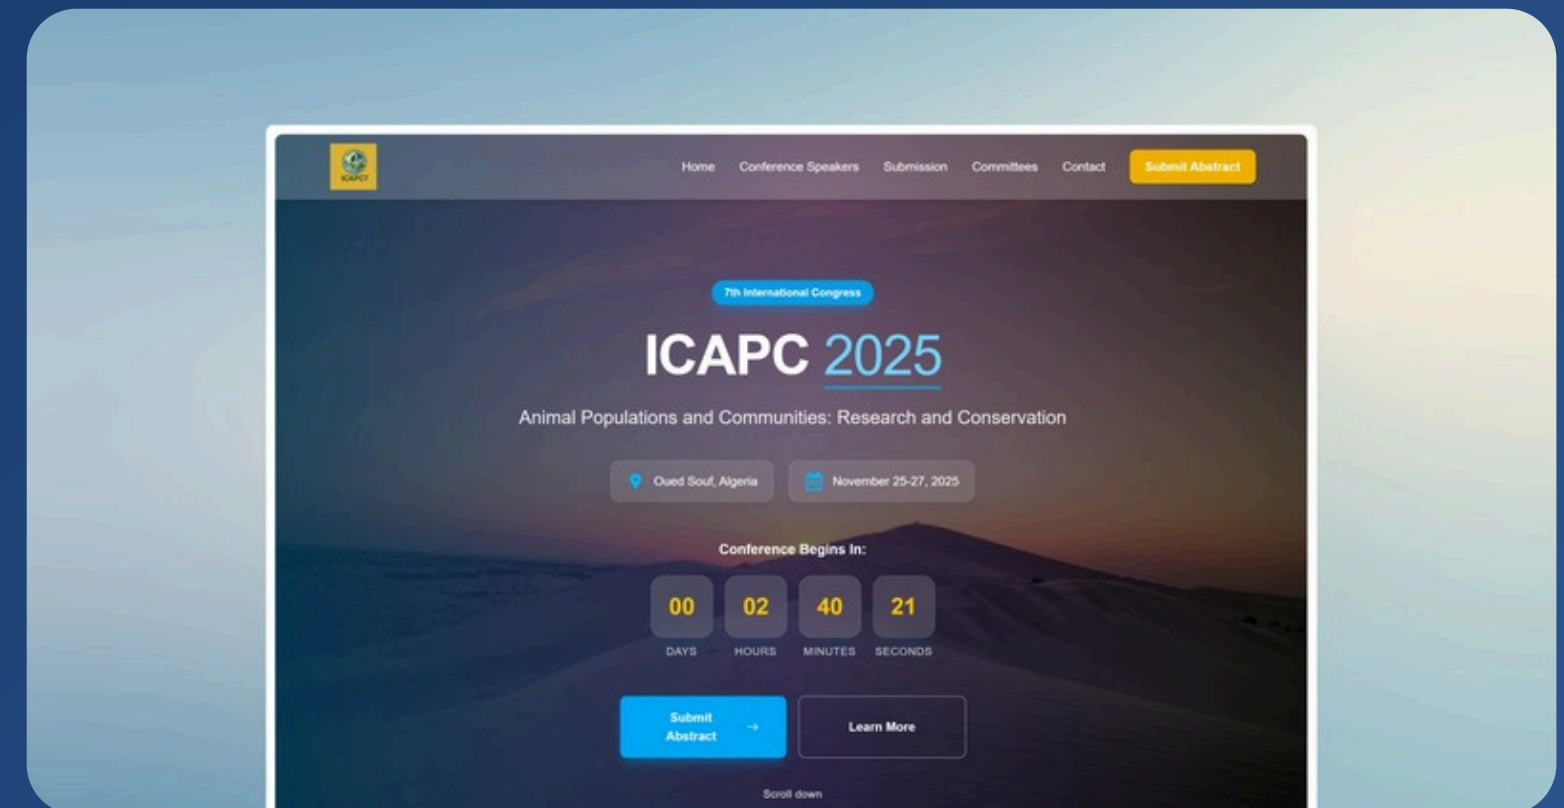 ICAPC7
Home Conference Speakers Submission Committees Contact Submit Abstract
7th International Congress
ICAPC 2025
Animal Populations and Communities: Research and Conservation
Oued Souf, Algeria November 25-27, 2025
Conference Begins In:
00 02 40 21
DAYS HOURS MINUTES SECONDS
Submit
Abstract →
Learn More
Scroll down